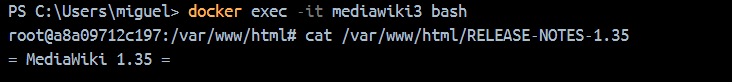 PS C:\Users\miguel> docker exec -it mediawiki3 bash
root@a8a09712c197:/var/www/html# cat /var/www/html/RELEASE-NOTES-1.35
= MediaWiki 1.35 =